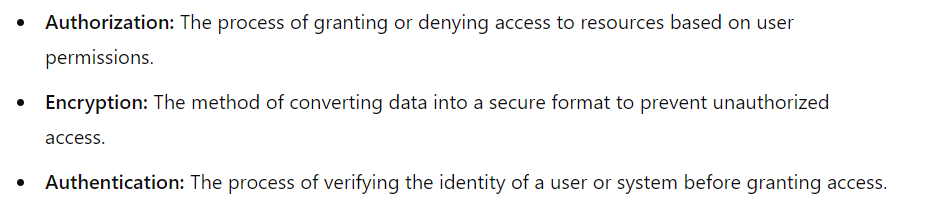 • Authorization: The process of granting or denying access to resources based on user
permissions.
• Encryption: The method of converting data into a secure format to prevent unauthorized
access.
• Authentication: The process of verifying the identity of a user or system before granting access.